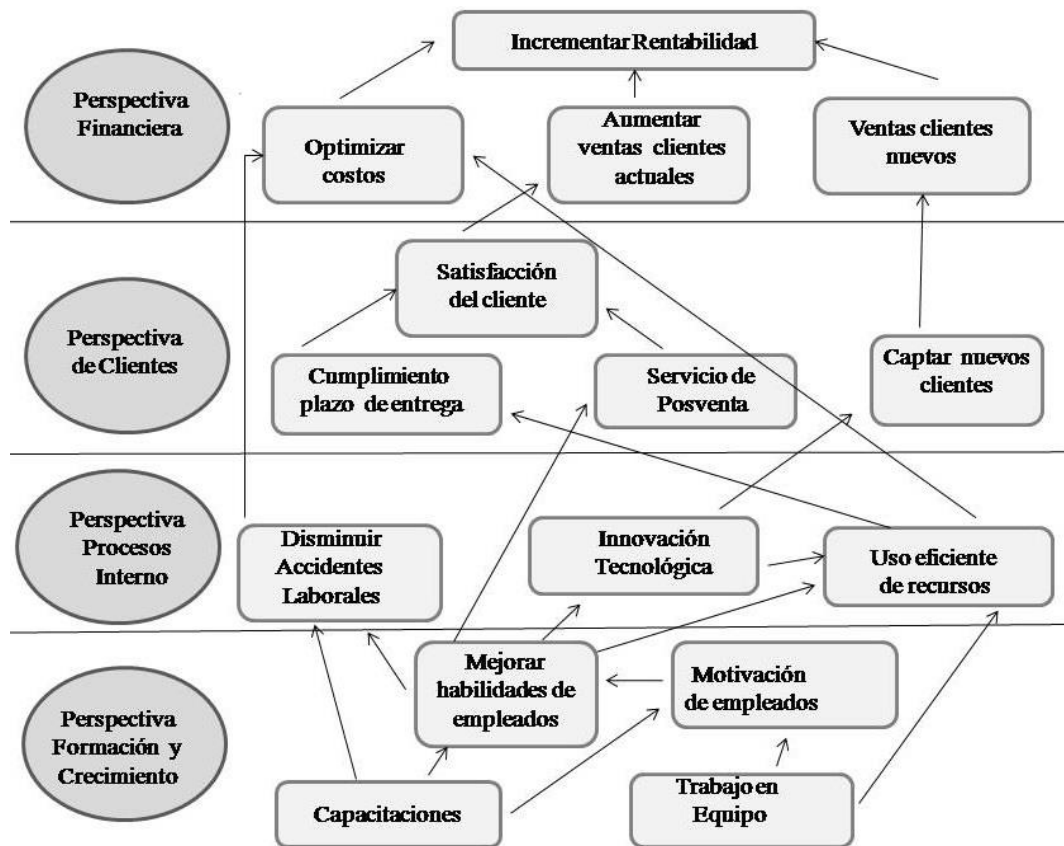 Incrementar Rentabilidad
Perspectiva
Financiera
Optimizar
costos
Aumentar
ventas clientes
actuales
Ventas clientes
nuevos
Perspectiva
de Clientes
Satisfacción
del cliente
Cumplimiento
plazo de entrega
Servicio de
Posventa
Captar nuevos
clientes
Perspectiva
Procesos
Interno
Disminuir
Accidentes
Laborales
Innovación
Tecnológica
Uso eficiente
de recursos
Perspectiva
Formación y
Crecimiento
Mejorar
habilidades de
empleados
Motivación
de empleados
Capacitaciones
Trabajo en
Equipo